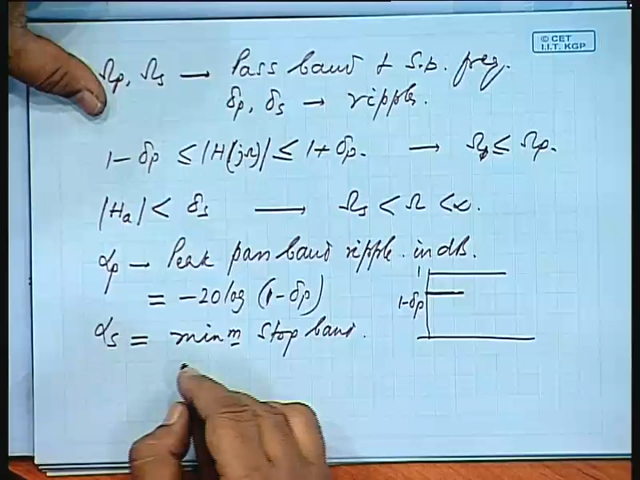 © CET
I.I.T. KGP
Ωp, Ωs → Pass band & S.b. freq.
δp, δs → ripples.
1 - δp ≤ |H(jΩ)| ≤ 1 + δp. → Ω ≤ Ωp.
|Ha| < δs → Ωs < Ω < ∞.
αp – Peak pass band ripple in dB.
= -20 log (1 - δp)
1
1-δp
αs = minm stop band.